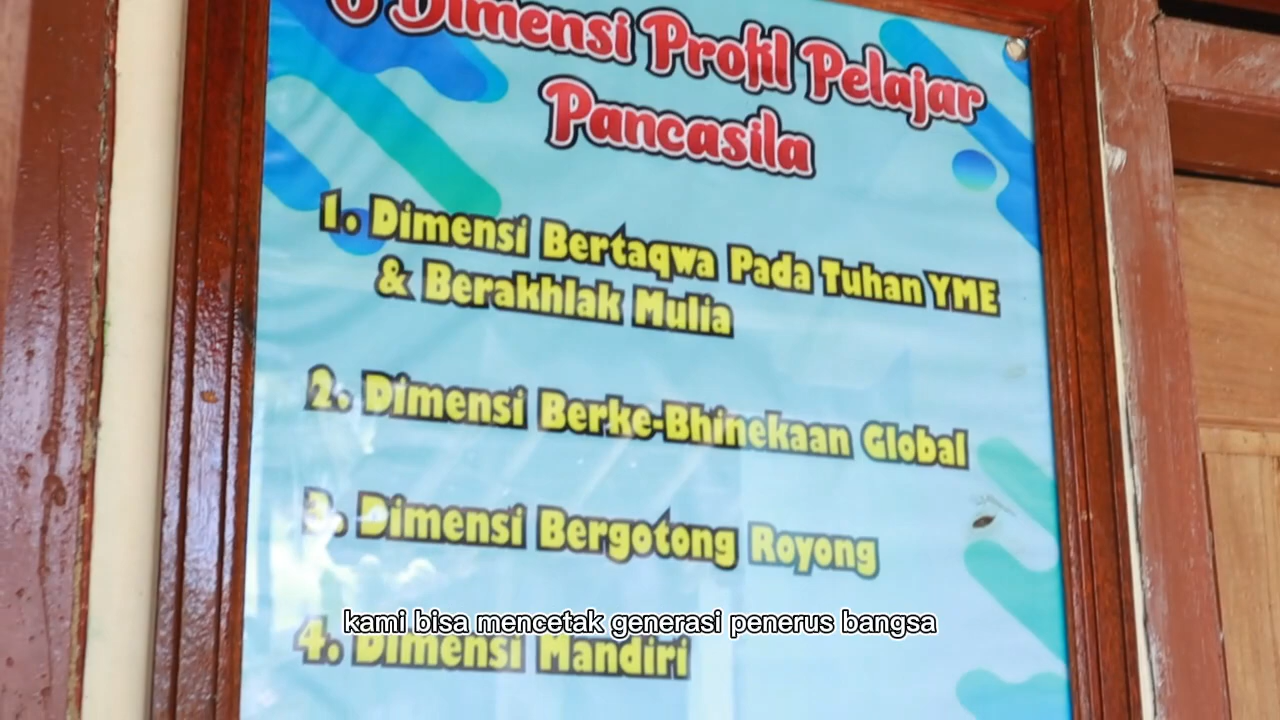 6 Dimensi Profil Pelajar
Pancasila
1. Dimensi Bertaqwa Pada Tuhan YME
& Berakhlak Mulia
2. Dimensi Berke-Bhinekaan Global
3. Dimensi Bergotong Royong
kami bisa mencetak generasi penerus bangsa
4. Dimensi Mandiri